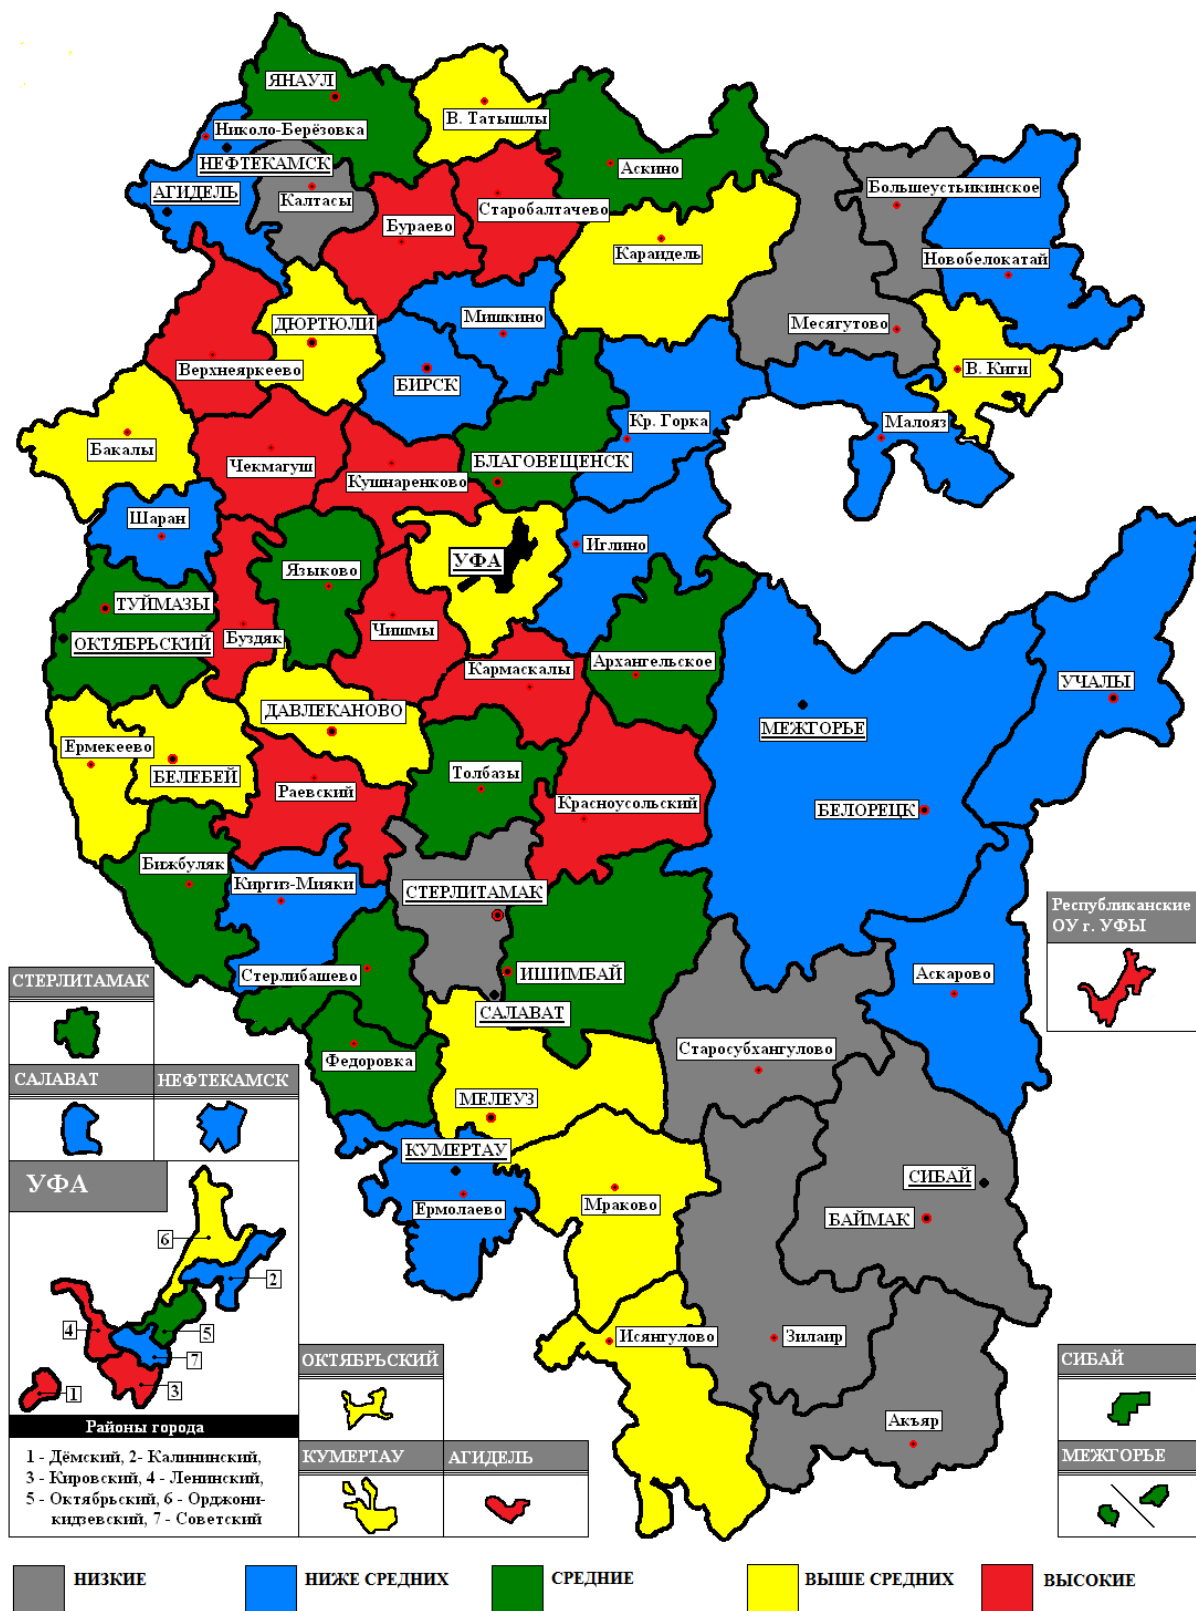 ЯНАУЛ
В. Татышлы
Николо-Берёзовка
НЕФТЕКАМСК
Аскино
АГИДЕЛЬ
Калтасы
Большеустьикинское
Старобалтачево
Бураево
Караидель
Новобелокатай
Мишкино
ДЮРТЮЛИ
Месягутово
Верхнеяркеево
БИРСК
В. Киги
Бакалы
Кр. Горка
Малояз
Чекмагуш
БЛАГОВЕЩЕНСК
Кушнаренково
Шаран
Иглино
УФА
Языково
ТУЙМАЗЫ
Буздяк
Чишмы
ОКТЯБРЬСКИЙ
Кармаскалы
Архангельское
УЧАЛЫ
ДАВЛЕКАНОВО
МЕЖГОРЬЕ
Ермекеево
БЕЛЕБЕЙ
Толбазы
Раевский
Красноусольский
БЕЛОРЕЦК
Бижбуляк
Киргиз-Мияки
СТЕРЛИТАМАК
Республиканские
ОУ г. УФЫ
Стерлибашево
ИШИМБАЙ
Аскарово
СТЕРЛИТАМАК
САЛАВАТ
Федоровка
Старосубхангулово
САЛАВАТ
НЕФТЕКАМСК
МЕЛЕУЗ
КУМЕРТАУ
СИБАЙ
УФА
Ермолаево
Мраково
БАЙМАК
6
2
4
5
7
1
3
Исянгулово
Зилаир
ОКТЯБРЬСКИЙ
СИБАЙ
Акъяр
Районы города
1 - Дёмский, 2- Калининский,
3 - Кировский, 4 - Ленинский,
5 - Октябрьский, 6 - Орджони-
кидзевский, 7 - Советский
КУМЕРТАУ
АГИДЕЛЬ
МЕЖГОРЬЕ
НИЗКИЕ
НИЖЕ СРЕДНИХ
СРЕДНИЕ
ВЫШЕ СРЕДНИХ
ВЫСОКИЕ